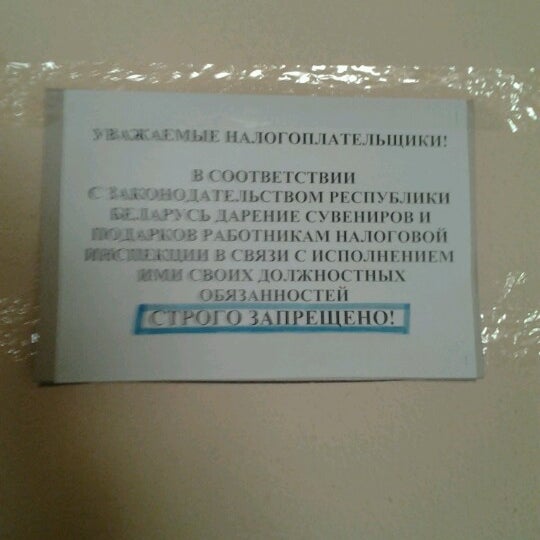 УВАЖАЕМЫЕ НАЛОГОПЛАТЕЛЬЩИКИ!
В СООТВЕТСТВИИ
С ЗАКОНОДАТЕЛЬСТВОМ РЕСПУБЛИКИ
БЕЛАРУСЬ ДАРЕНИЕ СУВЕНИРОВ И
ПОДАРКОВ РАБОТНИКАМ НАЛОГОВОЙ
ИНСПЕКЦИИ В СВЯЗИ С ИСПОЛНЕНИЕМ
ИМИ СВОИХ ДОЛЖНОСТНЫХ
ОБЯЗАННОСТЕЙ
СТРОГО ЗАПРЕЩЕНО!